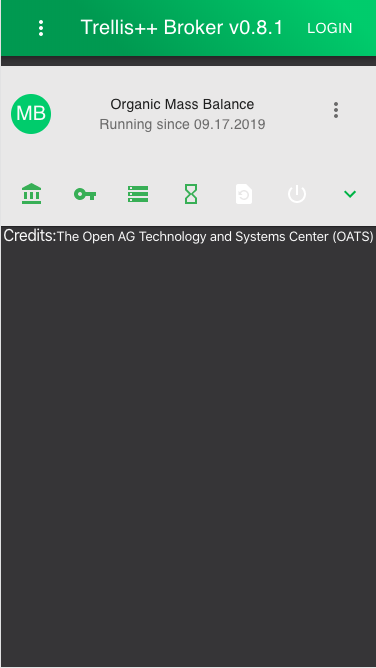 Trellis++ Broker v0.8.1 LOGIN
MB
Organic Mass Balance
Running since 09.17.2019
Credits:The Open AG Technology and Systems Center (OATS)